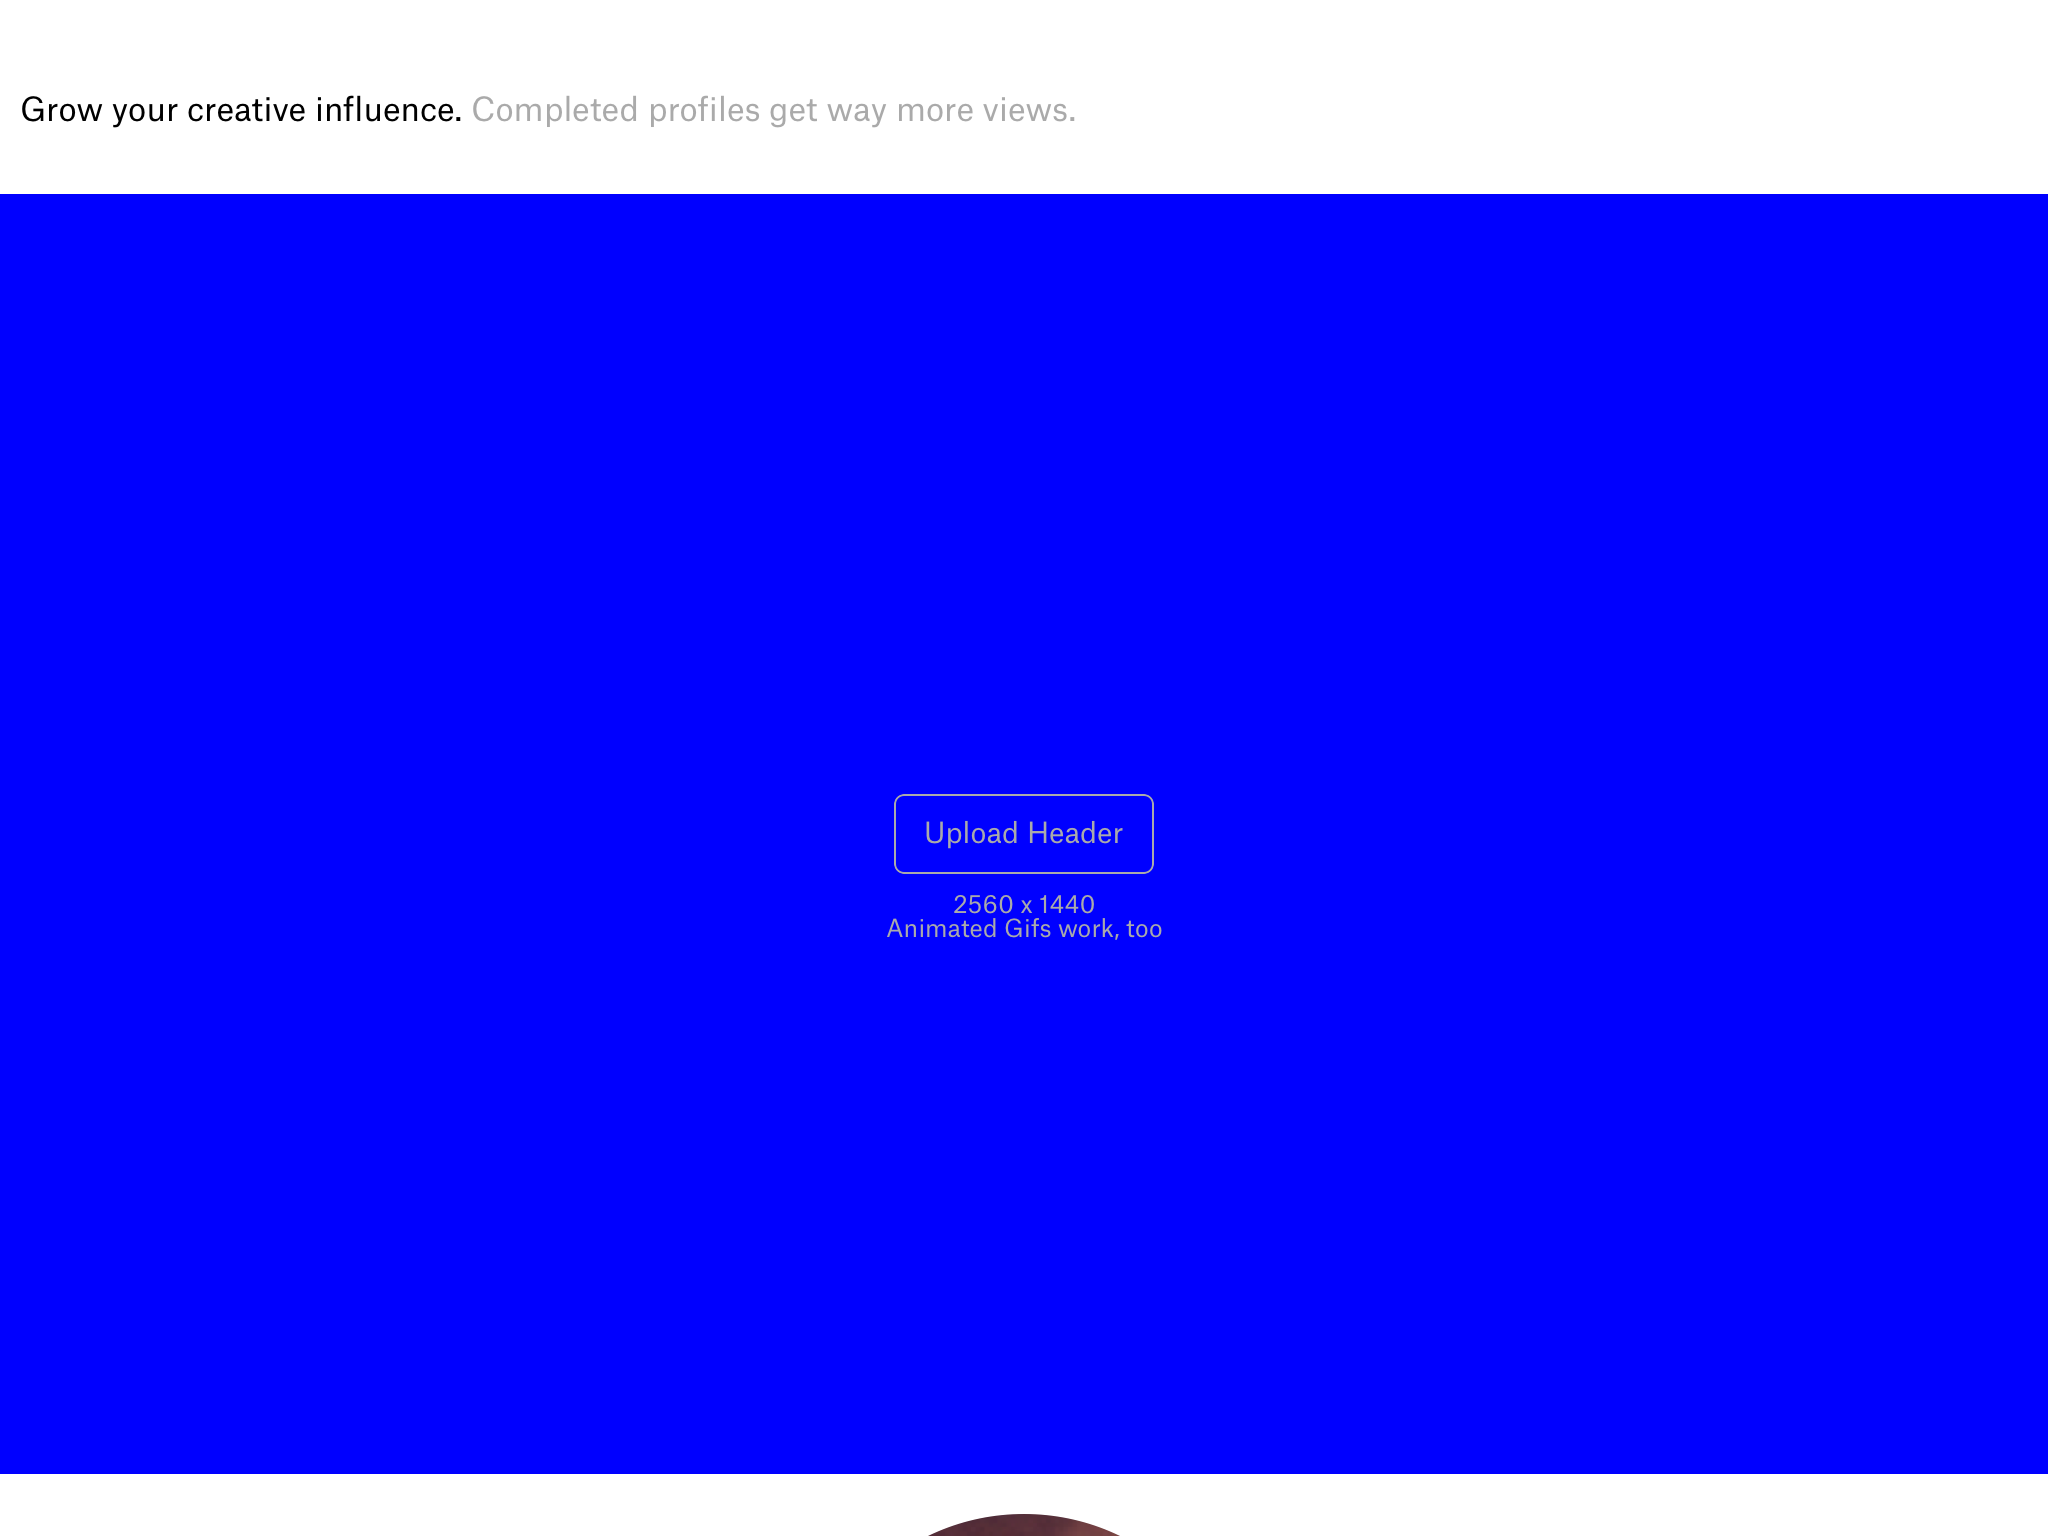 Grow your creative influence. Completed profiles get way more views.
Upload Header
2560 x 1440
Animated Gifs work, too